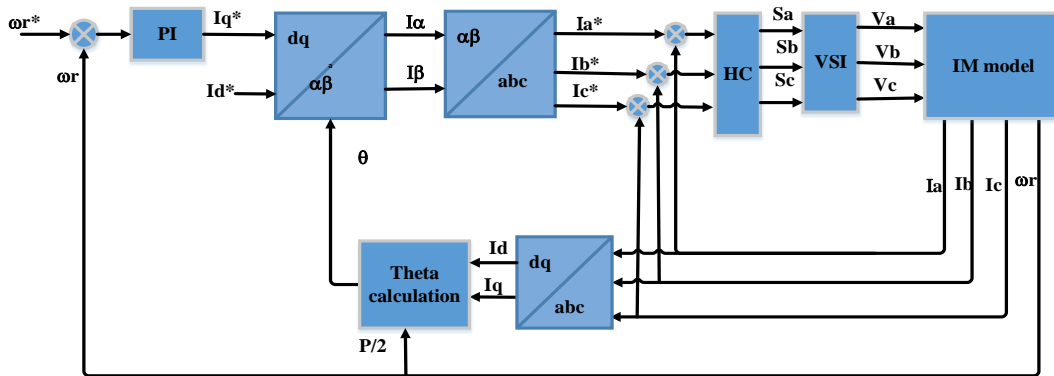 ωr*
PI
Iq*
ωr
Id*
dq
αβ
Iα
Iβ
αβ
abc
Ia*
Ib*
Ic*
HC
Sa
Sb
Sc
VSI
Va
Vb
Vc
IM model
θ
Ia
Ib
Ic
ωr
Theta
calculation
Id
Iq
dq
abc
P/2